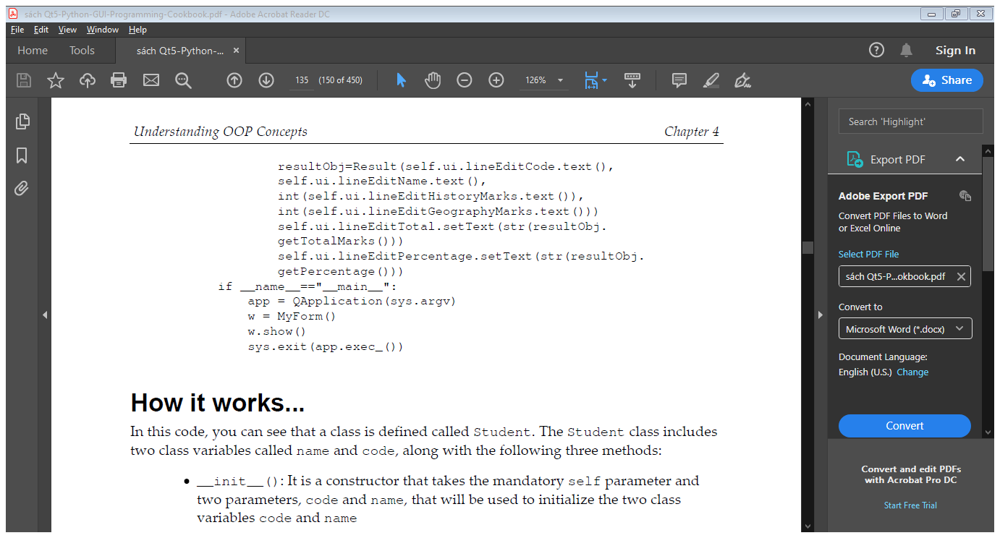 sách Qt5-Python-GUI-Programming-Cookbook.pdf - Adobe Acrobat Reader DC
File Edit View Window Help
Home Tools sách Qt5-Python-... × Sign In
135 (150 of 450) 126% Share
Understanding OOP Concepts Chapter 4
resultObj=Result(self.ui.lineEditCode.text(),
self.ui.lineEditName.text(),
int(self.ui.lineEditHistoryMarks.text()),
int(self.ui.lineEditGeographyMarks.text()))
self.ui.lineEditTotal.setText(str(resultObj.
getTotalMarks()))
self.ui.lineEditPercentage.setText(str(resultObj.
getPercentage()))
if __name__=="__main__":
app = QApplication(sys.argv)
w = MyForm()
w.show()
sys.exit(app.exec_())
How it works...
In this code, you can see that a class is defined called Student. The Student class includes
two class variables called name and code, along with the following three methods:
• __init__(): It is a constructor that takes the mandatory self parameter and
two parameters, code and name, that will be used to initialize the two class
variables code and name
Search 'Highlight'
Export PDF
Adobe Export PDF
Convert PDF Files to Word
or Excel Online
Select PDF File
sách Qt5-P...okbook.pdf
Convert to
Microsoft Word (*.docx)
Document Language:
English (U.S.) Change
Convert
Convert and edit PDFs
with Acrobat Pro DC
Start Free Trial